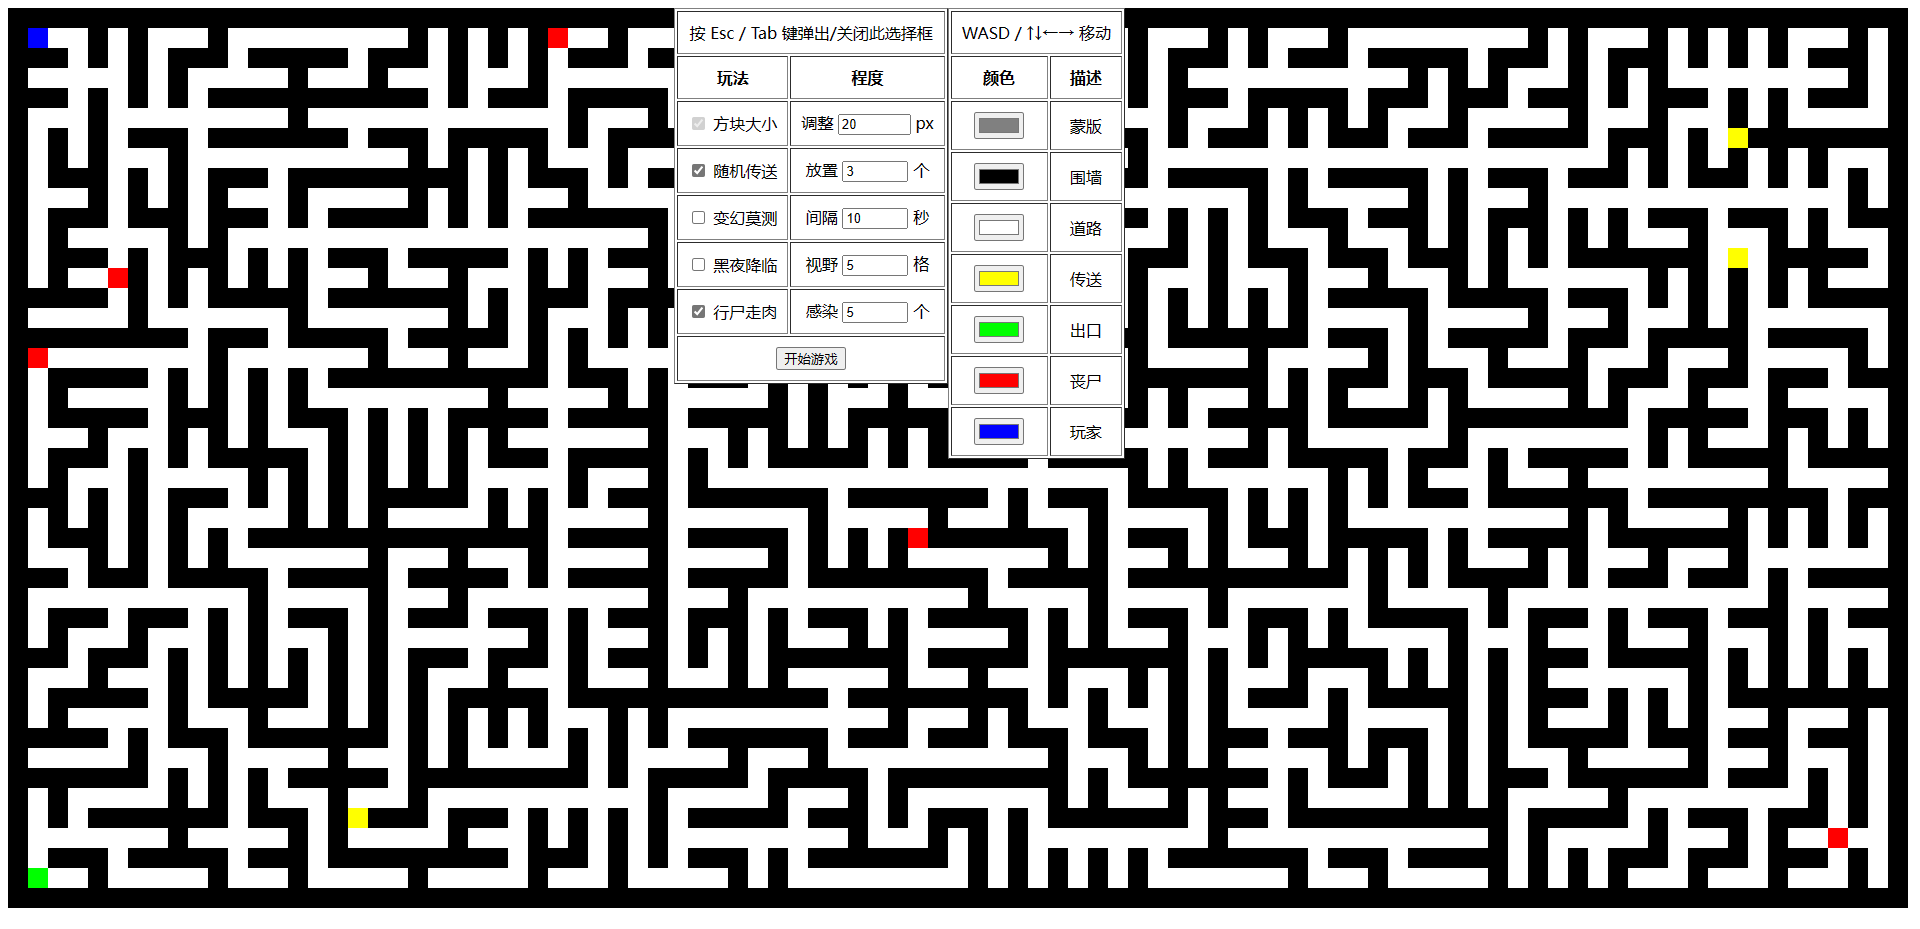 按 Esc / Tab 键弹出/关闭此选择框
玩法 程度
方块大小 调整 20 px
随机传送 放置 3 个
变幻莫测 间隔 10 秒
黑夜降临 视野 5 格
行尸走肉 感染 5 个
开始游戏
WASD / ↑↓←→ 移动
颜色 描述
蒙版
围墙
道路
传送
出口
丧尸
玩家